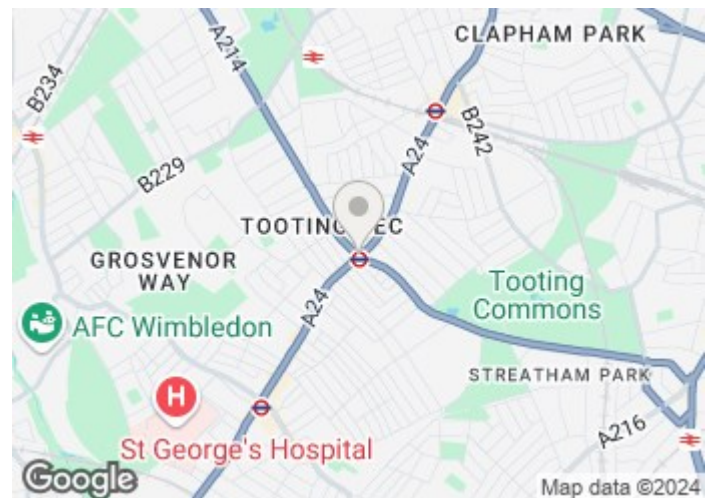 CLAPHAM PARK
A214
B234
B242
A24
B229
TOOTING BEC
GROSVENOR
WAY
Tooting
Commons
A24
AFC Wimbledon
STREATHAM PARK
H
A216
St George's Hospital
Google
Map data ©2024